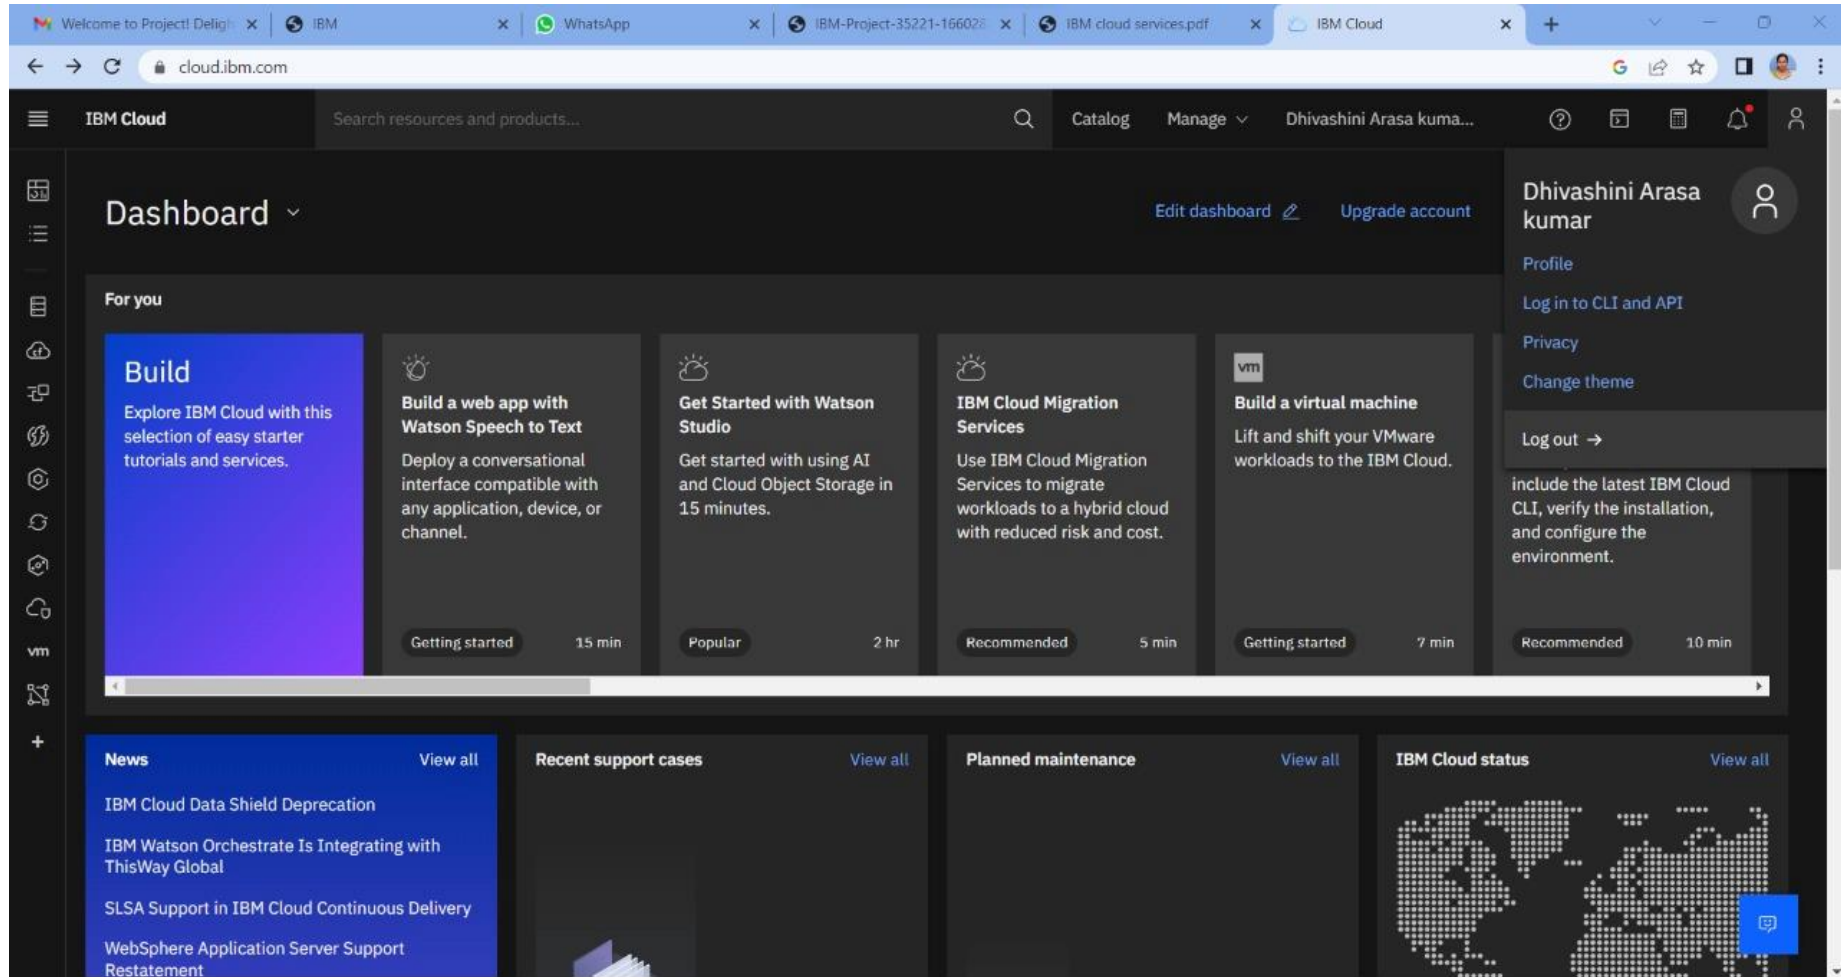 Welcome to Project! Deligh
IBM
WhatsApp
IBM-Project-35221-166028
IBM cloud services.pdf
IBM Cloud
cloud.ibm.com
IBM Cloud
Search resources and products...
Catalog
Manage
Dhivashini Arasa kuma...
Dashboard
Edit dashboard
Upgrade account
Dhivashini Arasa
kumar
Profile
Log in to CLI and API
Privacy
Change theme
Log out →
For you
Build
Explore IBM Cloud with this
selection of easy starter
tutorials and services.
Build a web app with
Watson Speech to Text
Deploy a conversational
interface compatible with
any application, device, or
channel.
Getting started
15 min
Get Started with Watson
Studio
Get started with using AI
and Cloud Object Storage in
15 minutes.
Popular
2 hr
IBM Cloud Migration
Services
Use IBM Cloud Migration
Services to migrate
workloads to a hybrid cloud
with reduced risk and cost.
Recommended
5 min
vm
Build a virtual machine
Lift and shift your VMware
workloads to the IBM Cloud.
Getting started
7 min
include the latest IBM Cloud
CLI, verify the installation,
and configure the
environment.
Recommended
10 min
vm
News
View all
IBM Cloud Data Shield Deprecation
IBM Watson Orchestrate Is Integrating with
ThisWay Global
SLSA Support in IBM Cloud Continuous Delivery
WebSphere Application Server Support
Restatement
Recent support cases
View all
Planned maintenance
View all
IBM Cloud status
View all